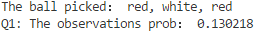 The ball picked:  red, white, red
Q1: The observations prob:  0.130218